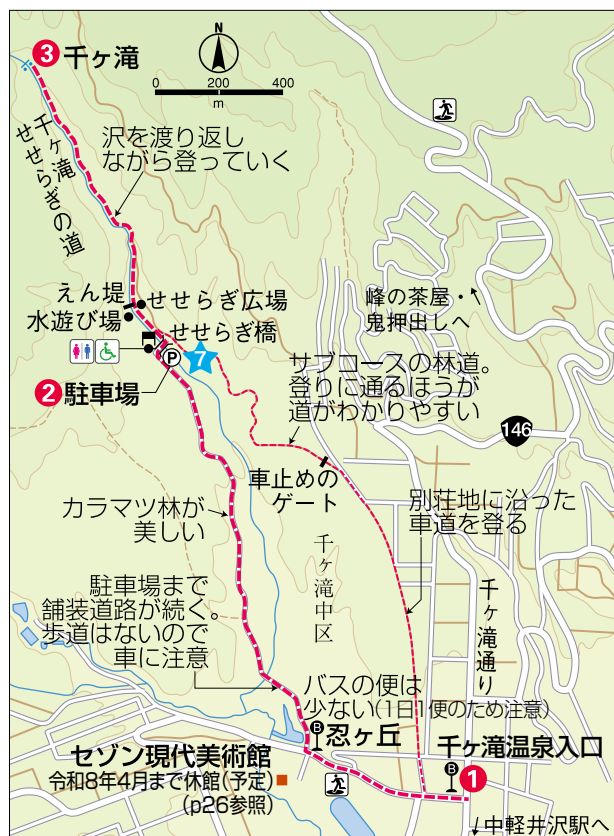 3 千ヶ滝
N
0 200 400
m
沢を渡り返し
ながら登っていく
千ヶ滝
せせらぎの道
えん堤
せせらぎ広場
水遊び場
せせらぎ橋
峰の茶屋・
鬼押出しへ
P
7
2 駐車場
サブコースの林道。
登りに通るほうが
道がわかりやすい
146
車止めの
ゲート
別荘地に沿った
車道を登る
カラマツ林が
美しい
千ヶ滝中区
千ヶ滝通り
駐車場まで
舗装道路が続く。
歩道はないので
車に注意
バスの便は
少ない(1日1便のため注意)
B
忍ヶ丘
セゾン現代美術館
令和8年4月まで休館(予定)
(p26参照)
千ヶ滝温泉入口
B
1
中軽井沢駅へ